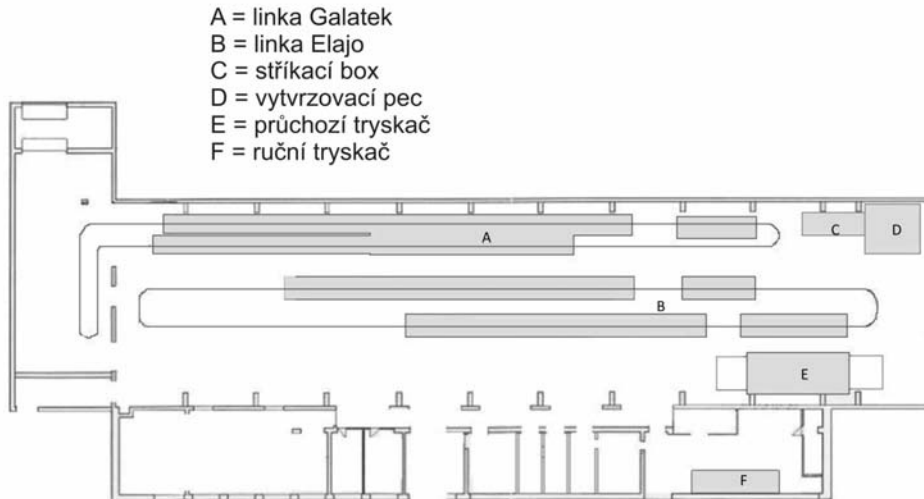 A = linka Galatek
B = linka Elajo
C = stříkací box
D = vytvrzovací pec
E = průchozí tryskač
F = ruční tryskač
A
C
D
B
E
F